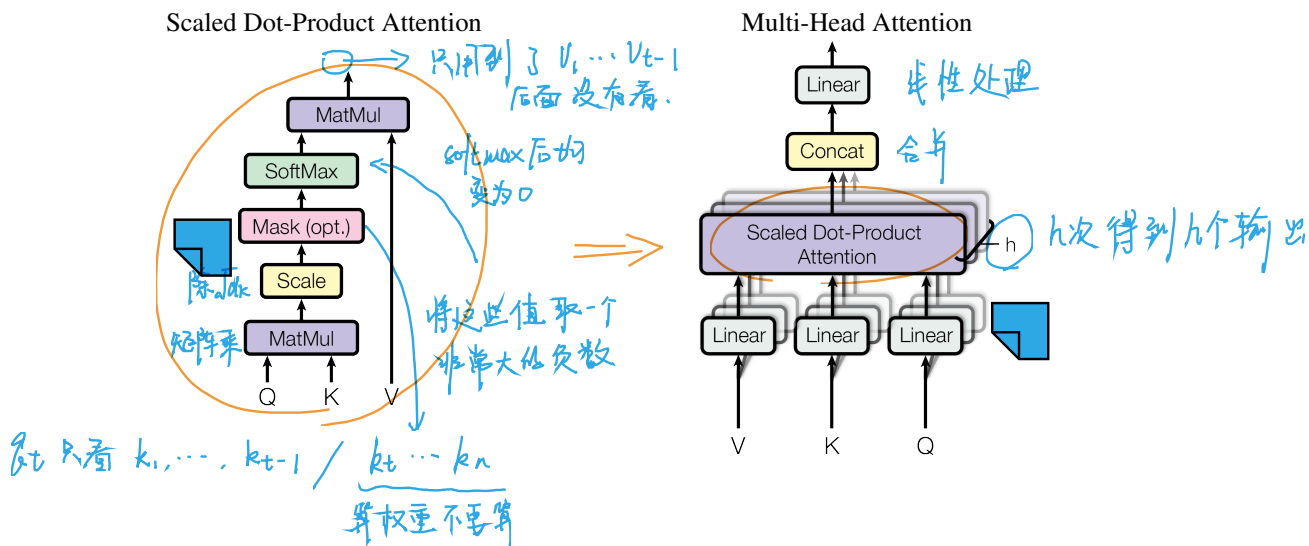 Scaled Dot-Product Attention
只用到了 V₁ … Vt-1
后面没有看.
MatMul
softmax后的
变为0
SoftMax
Mask (opt.)
Scale
除√dk
将这些值取一个
非常大的负数
矩阵乘
MatMul
Q
K
V
qt 只看 k₁, …, kt-1 / kt … kn
算权重不要算
Multi-Head Attention
Linear
线性处理
Concat
合并
Scaled Dot-Product
Attention
h
h次得到h个输出
Linear
Linear
Linear
V
K
Q